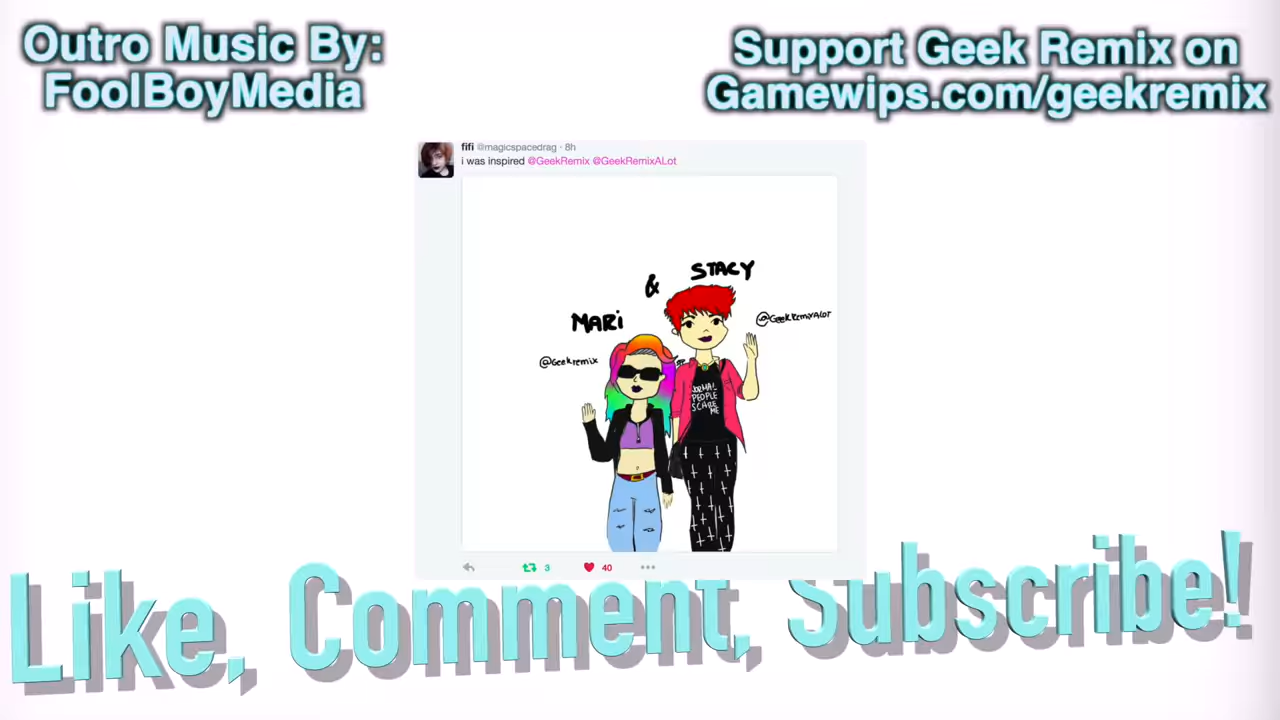 Outro Music By:
FoolBoyMedia
Support Geek Remix on
Gamewips.com/geekremix
fifi @magicspacedrag · 8h
i was inspired @GeekRemix @GeekRemixALot
STACY
&
MARI
@GeekRemixALot
@Geekremix
NORMAL
PEOPLE
SCARE
ME
3
40
Like, Comment, Subscribe!